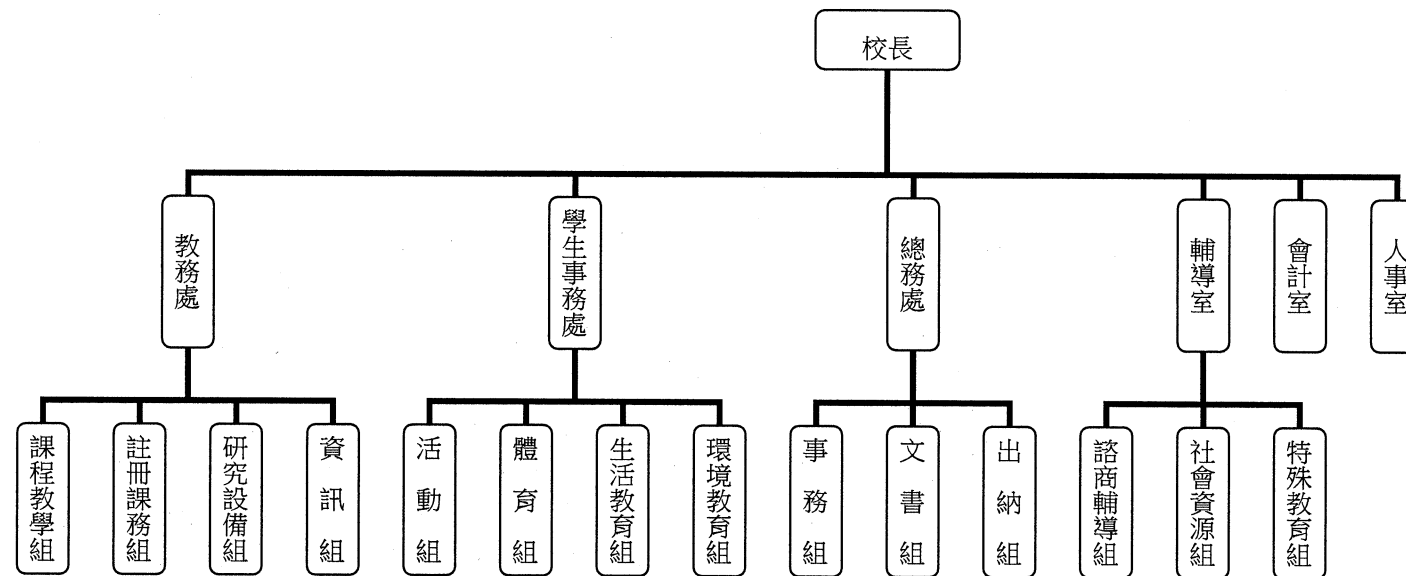 校長
教務處
學生事務處
總務處
輔導室
會計室
人事室
課程教學組
註冊課務組
研究設備組
資訊組
活動組
體育組
生活教育組
環境教育組
事務組
文書組
出納組
諮商輔導組
社會資源組
特殊教育組